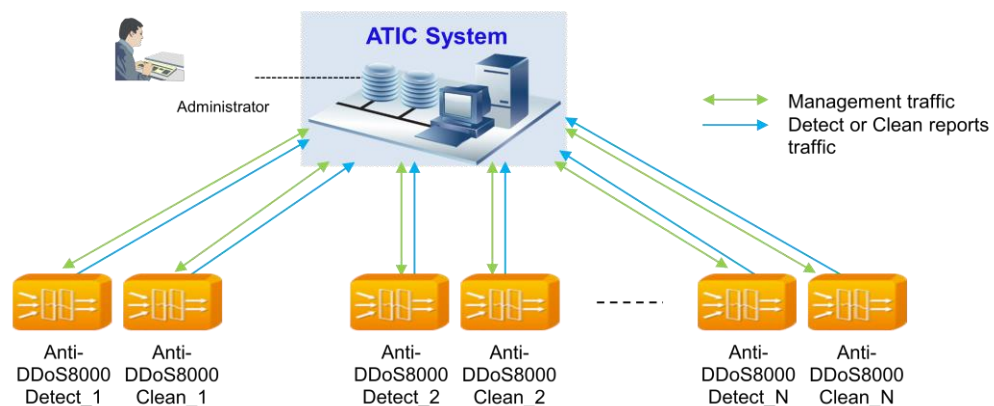 ATIC System
Administrator
Management traffic
Detect or Clean reports
traffic
Anti-
DDoS8000
Detect_1
Anti-
DDoS8000
Clean_1
Anti-
DDoS8000
Detect_2
Anti-
DDoS8000
Clean_2
Anti-
DDoS8000
Detect_N
Anti-
DDoS8000
Clean_N